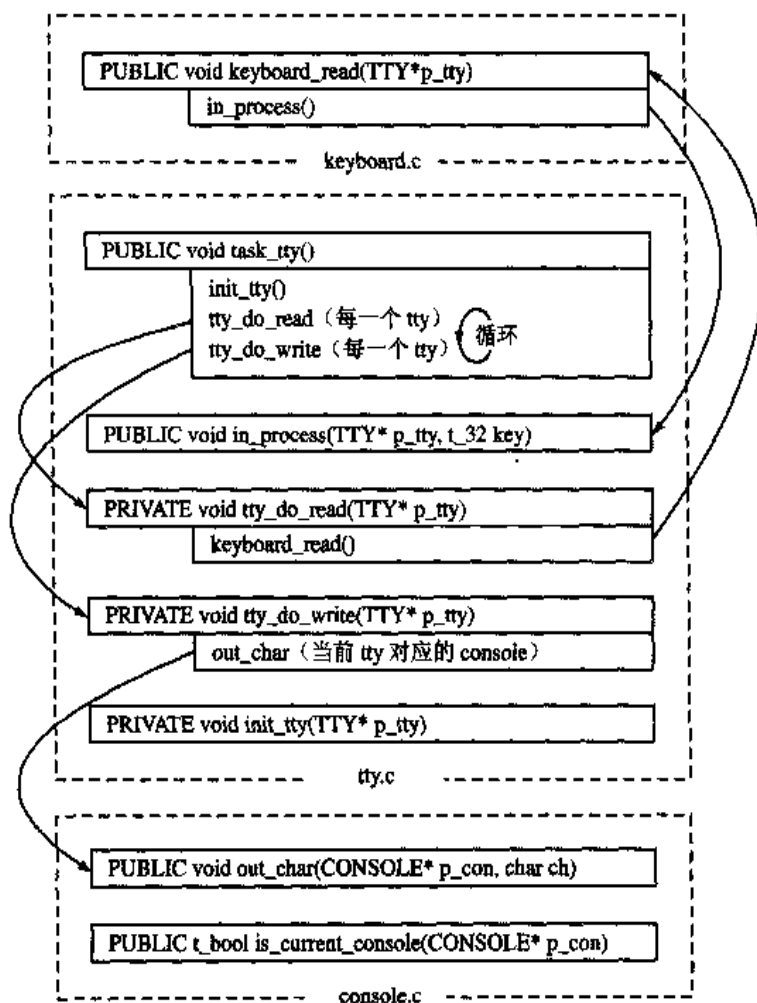 PUBLIC void keyboard_read(TTY*p_tty)
in_process()
keyboard.c
PUBLIC void task_tty()
init_tty()
tty_do_read（每一个 tty）
循环
tty_do_write（每一个 tty）
PUBLIC void in_process(TTY* p_tty, t_32 key)
PRIVATE void tty_do_read(TTY* p_tty)
keyboard_read()
PRIVATE void tty_do_write(TTY* p_tty)
out_char（当前 tty 对应的 console）
PRIVATE void init_tty(TTY* p_tty)
tty.c
PUBLIC void out_char(CONSOLE* p_con, char ch)
PUBLIC t_bool is_current_console(CONSOLE* p_con)
console.c